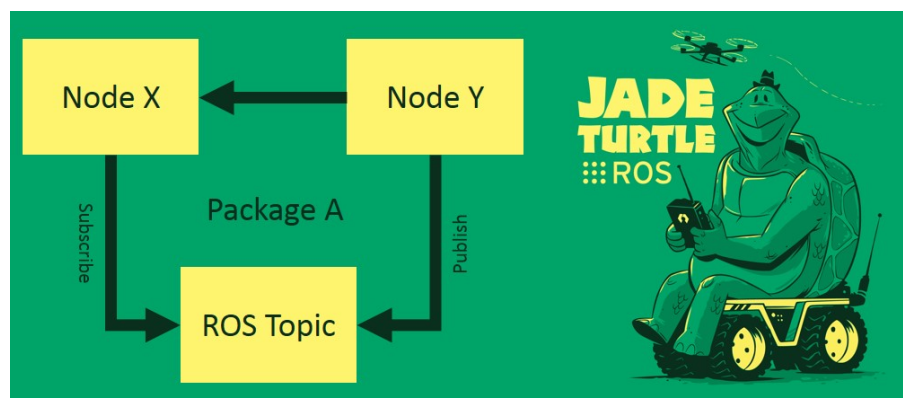 Node X
Node Y
Subscribe
Package A
Publish
ROS Topic
JADE
TURTLE
ROS